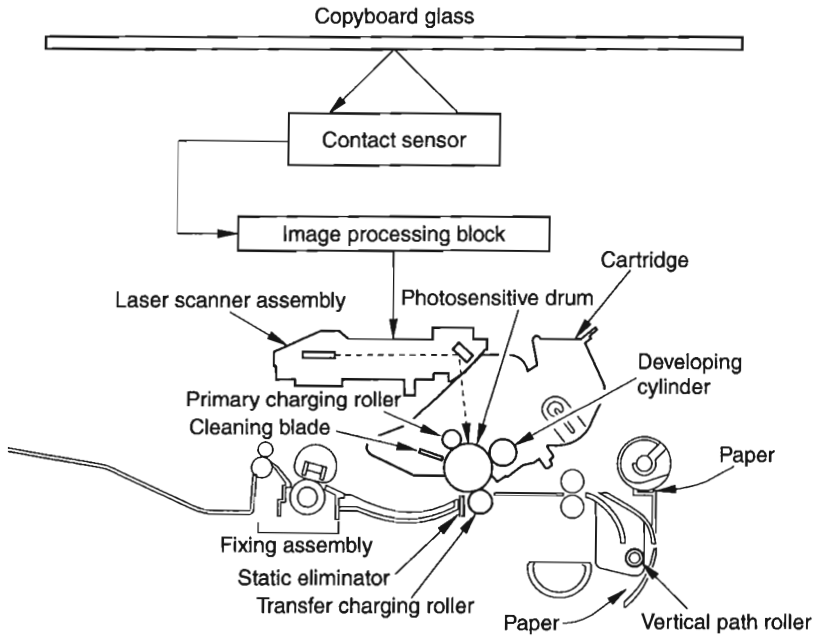 Copyboard glass
Contact sensor
Image processing block
Cartridge
Laser scanner assembly
Photosensitive drum
Developing
cylinder
Primary charging roller
Cleaning blade
Paper
Fixing assembly
Static eliminator
Transfer charging roller
Paper
Vertical path roller